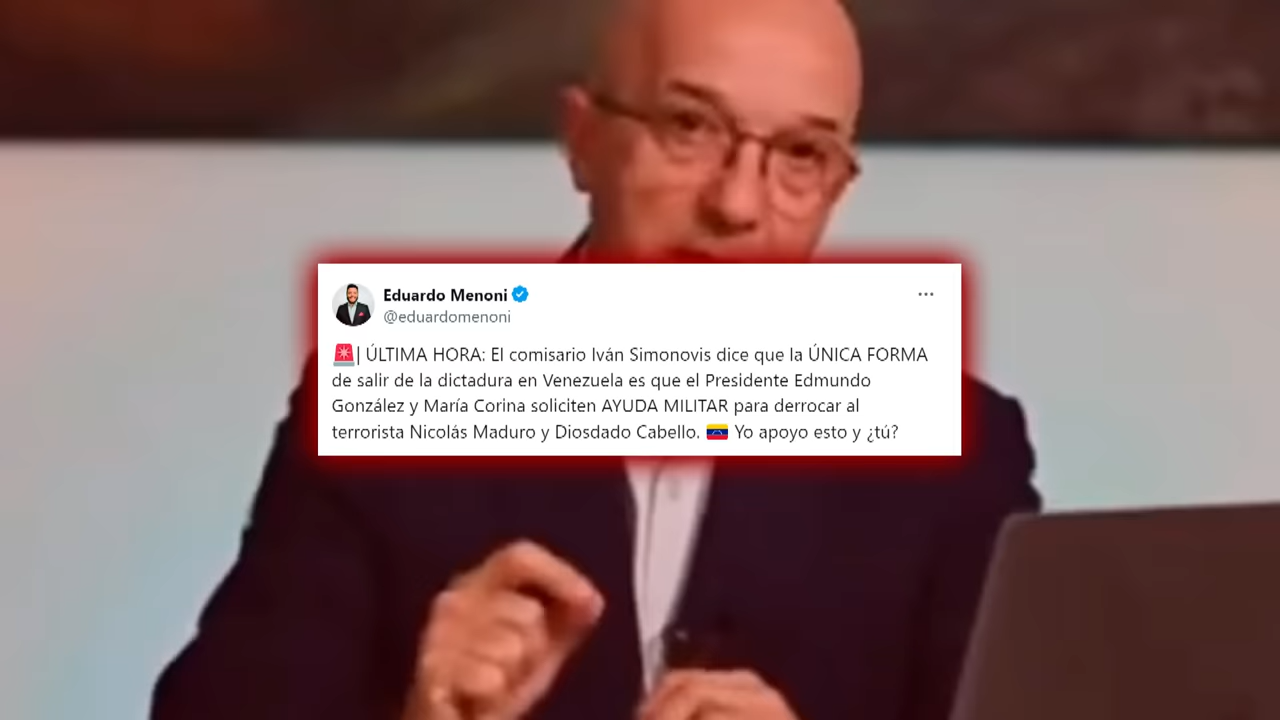 Eduardo Menoni
@eduardomenoni
🚨| ÚLTIMA HORA: El comisario Iván Simonovis dice que la ÚNICA FORMA
de salir de la dictadura en Venezuela es que el Presidente Edmundo
González y María Corina soliciten AYUDA MILITAR para derrocar al
terrorista Nicolás Maduro y Diosdado Cabello. 🇻🇪 Yo apoyo esto y ¿tú?